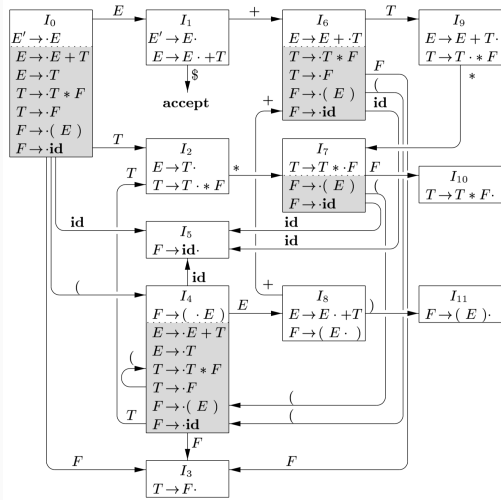 I₀
E′ → ·E
E → ·E + T
E → ·T
T → ·T * F
T → ·F
F → ·( E )
F → ·id
E
I₁
E′ → E·
E → E · +T
$
accept
+
I₆
E → E + ·T
T → ·T * F
T → ·F
F → ·( E )
F → ·id
T
F
(
id
+
I₉
E → E + T·
T → T · * F
*
T
I₂
E → T·
T → T · * F
T
*
I₇
T → T * ·F
F → ·( E )
F → ·id
F
(
id
id
I₁₀
T → T * F·
id
I₅
F → id·
id
(
I₄
F → ( · E )
E → ·E + T
E → ·T
T → ·T * F
T → ·F
F → ·( E )
F → ·id
(
T
E
+
I₈
E → E · +T
F → ( E · )
)
I₁₁
F → ( E )·
(
(
F
F
I₃
T → F·
F